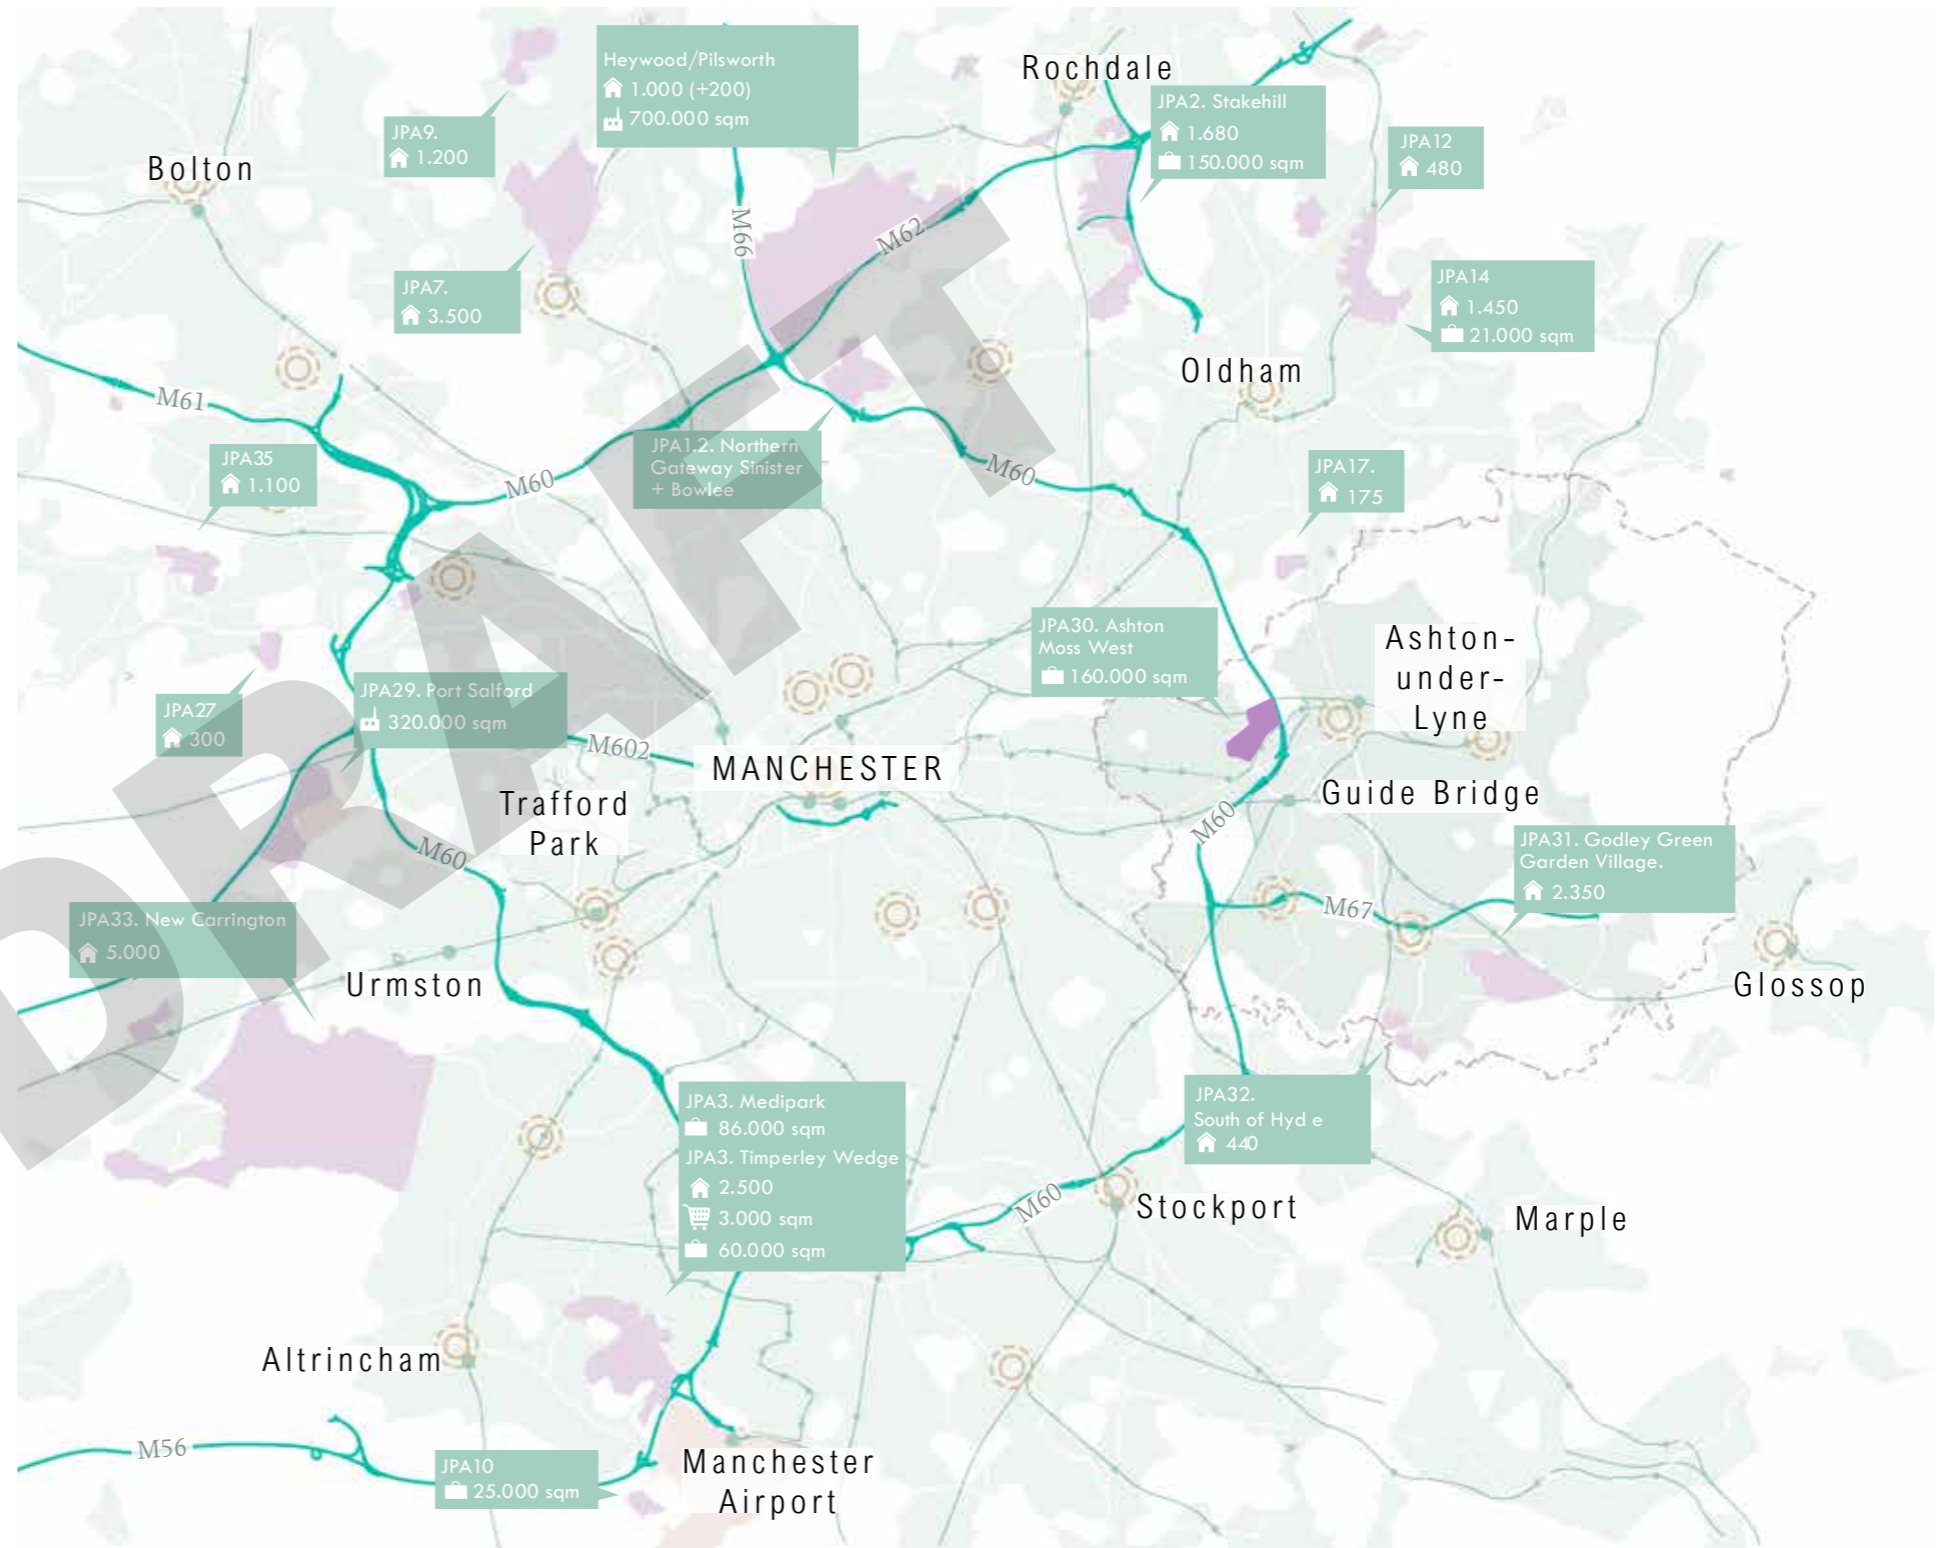 Heywood/Pilsworth
1.000 (+200)
700.000 sqm
Rochdale
JPA2. Stakehill
1.680
150.000 sqm
JPA9.
1.200
JPA12
480
Bolton
M66
M62
JPA7.
3.500
JPA14
1.450
21.000 sqm
Oldham
M61
JPA1.2. Northern
Gateway Sinister
+ Bowlee
JPA35
1.100
M60
M60
JPA17.
175
JPA30. Ashton
Moss West
160.000 sqm
Ashton-
under-
Lyne
JPA27
300
JPA29. Port Salford
320.000 sqm
M602
MANCHESTER
Trafford
Park
Guide Bridge
M60
M60
JPA31. Godley Green
Garden Village.
2.350
M67
JPA33. New Carrington
5.000
Urmston
Glossop
JPA3. Medipark
86.000 sqm
JPA3. Timperley Wedge
2.500
3.000 sqm
60.000 sqm
JPA32.
South of Hyd e
440
M60
Stockport
Marple
Altrincham
M56
JPA10
25.000 sqm
Manchester
Airport
DRAFT